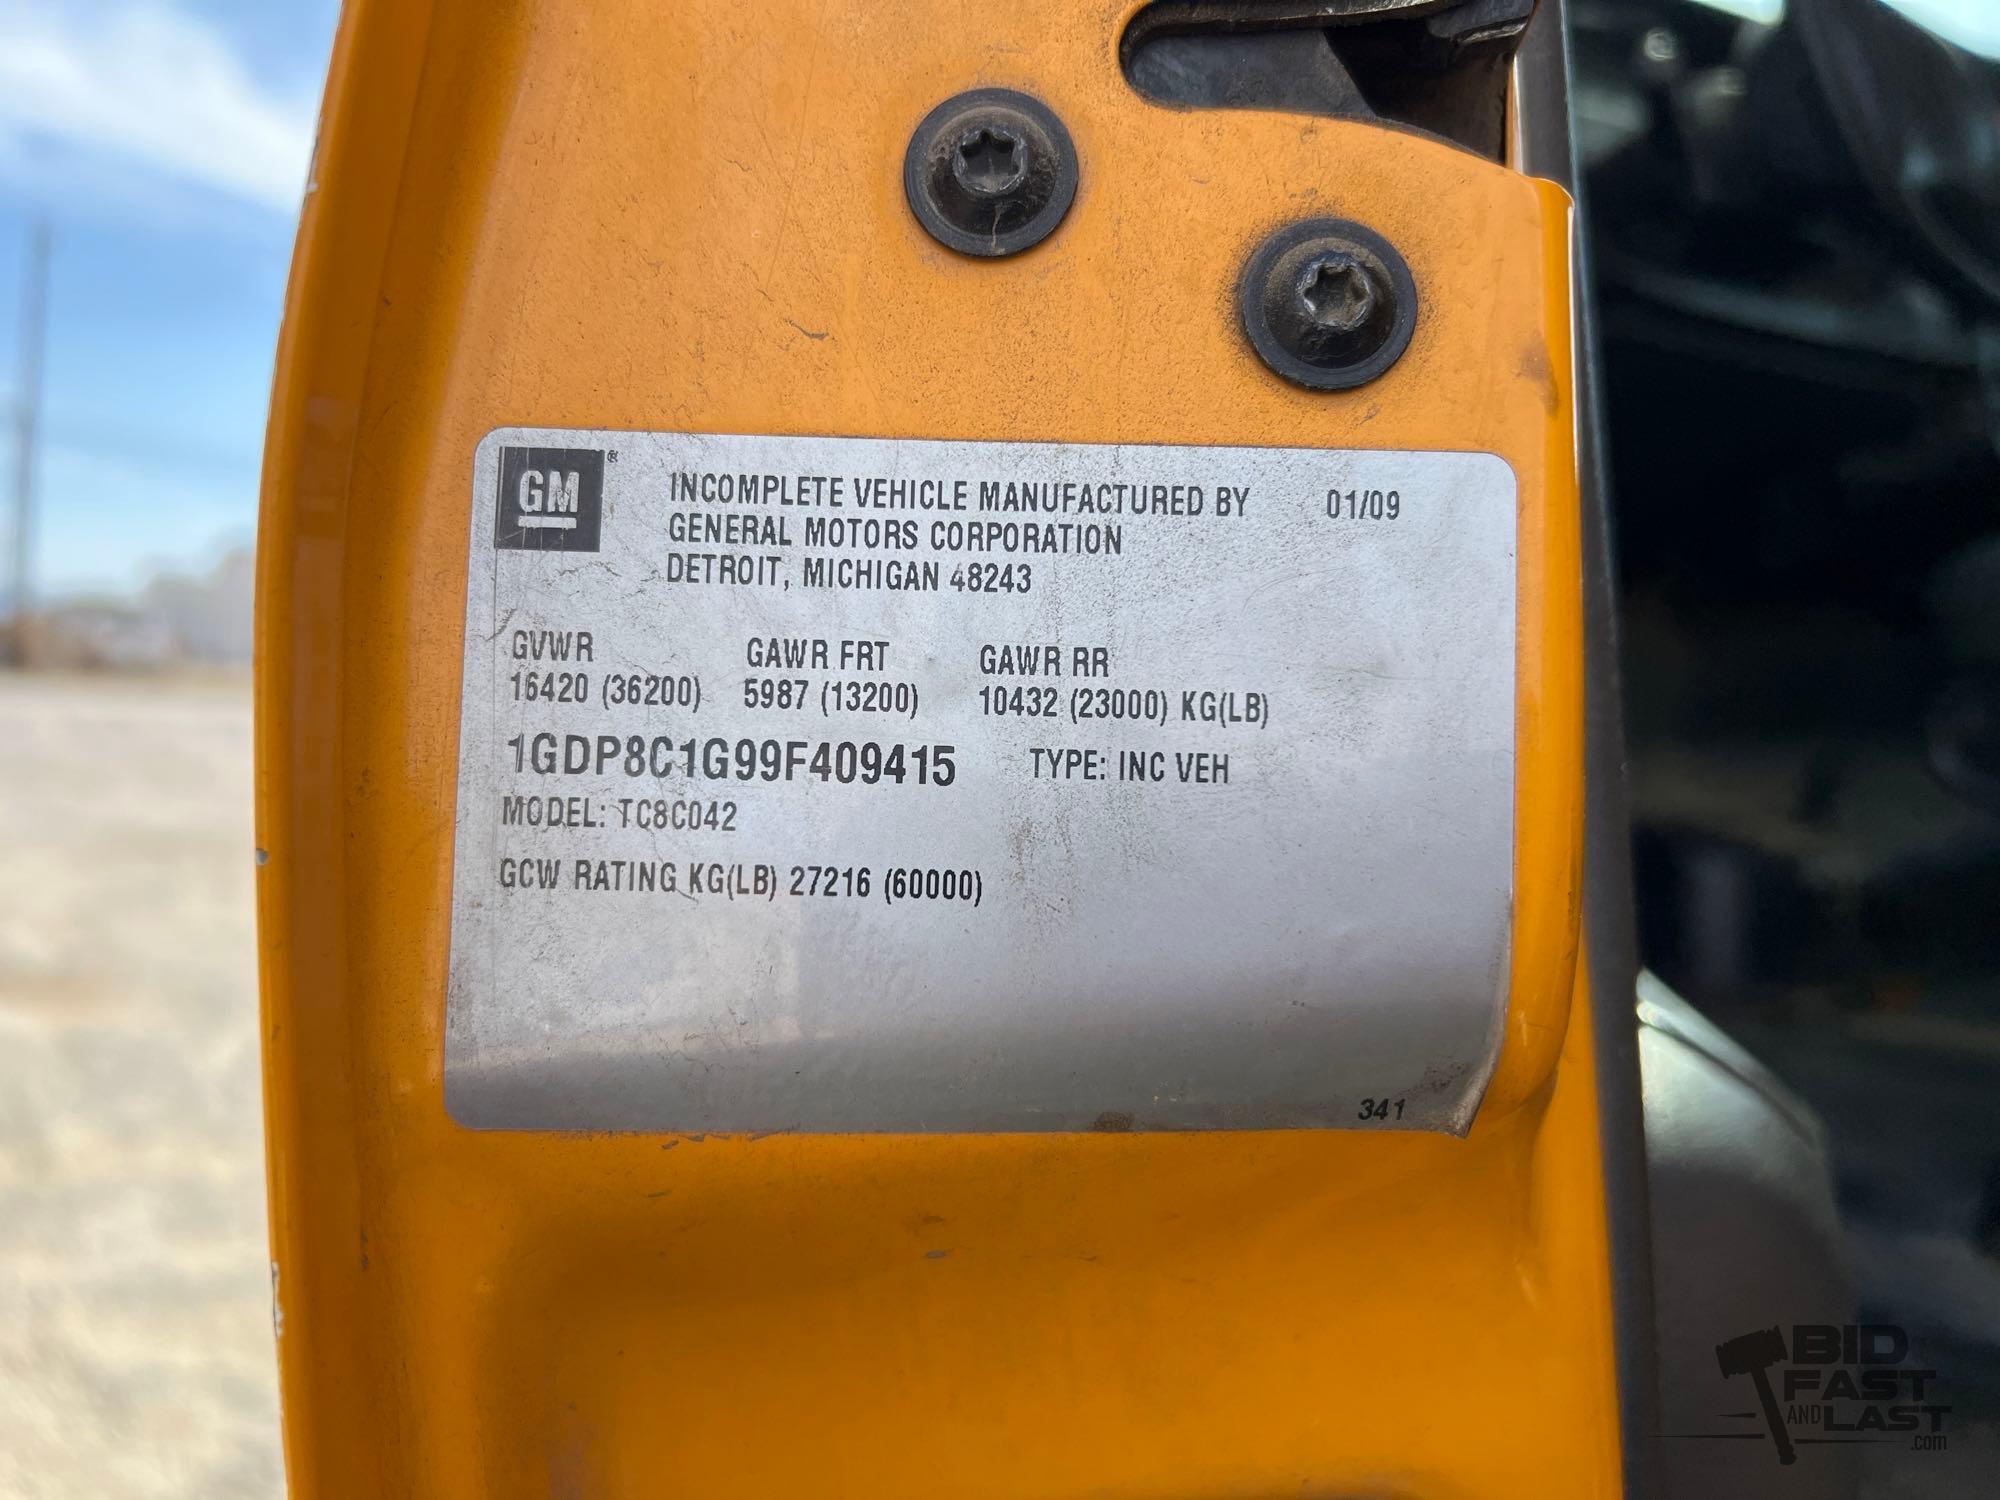 GM®
INCOMPLETE VEHICLE MANUFACTURED BY 01/09
GENERAL MOTORS CORPORATION
DETROIT, MICHIGAN 48243
GVWR GAWR FRT GAWR RR
16420 (36200) 5987 (13200) 10432 (23000) KG(LB)
1GDP8C1G99F409415 TYPE: INC VEH
MODEL: TC8C042
GCW RATING KG(LB) 27216 (60000)
341
BID
FAST
AND LAST
.com